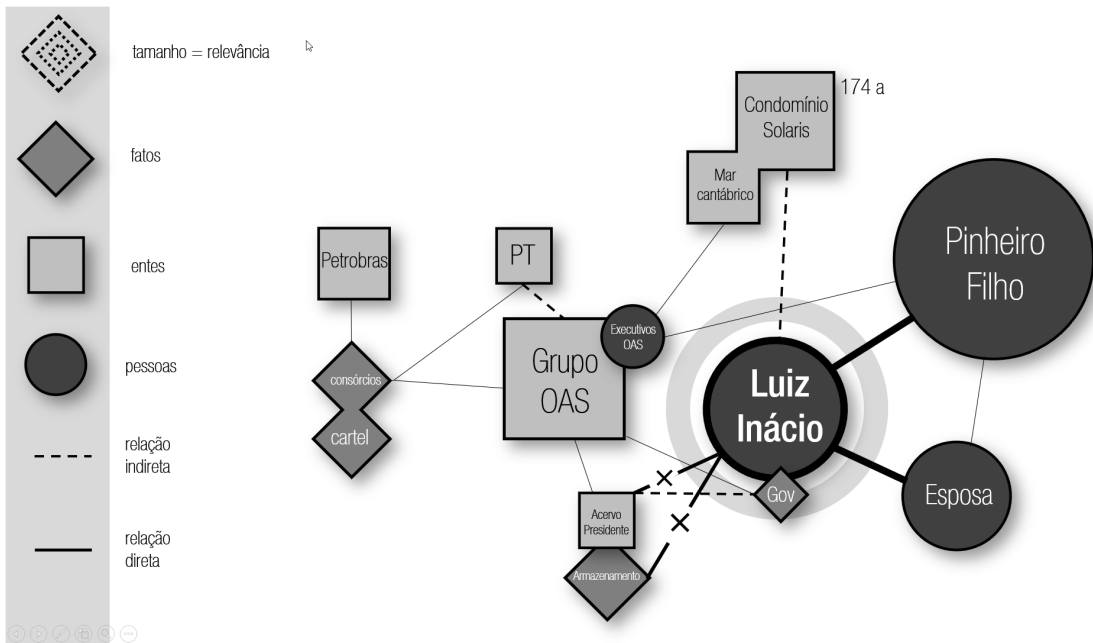 tamanho = relevância
fatos
entes
pessoas
relação
indireta
relação
direta
174 a
Condomínio
Solaris
Mar
cantábrico
Pinheiro
Filho
Petrobras
PT
Executivos
OAS
Grupo
OAS
consórcios
cartel
Luiz
Inácio
Gov
Esposa
Acervo
Presidente
Armazenamento